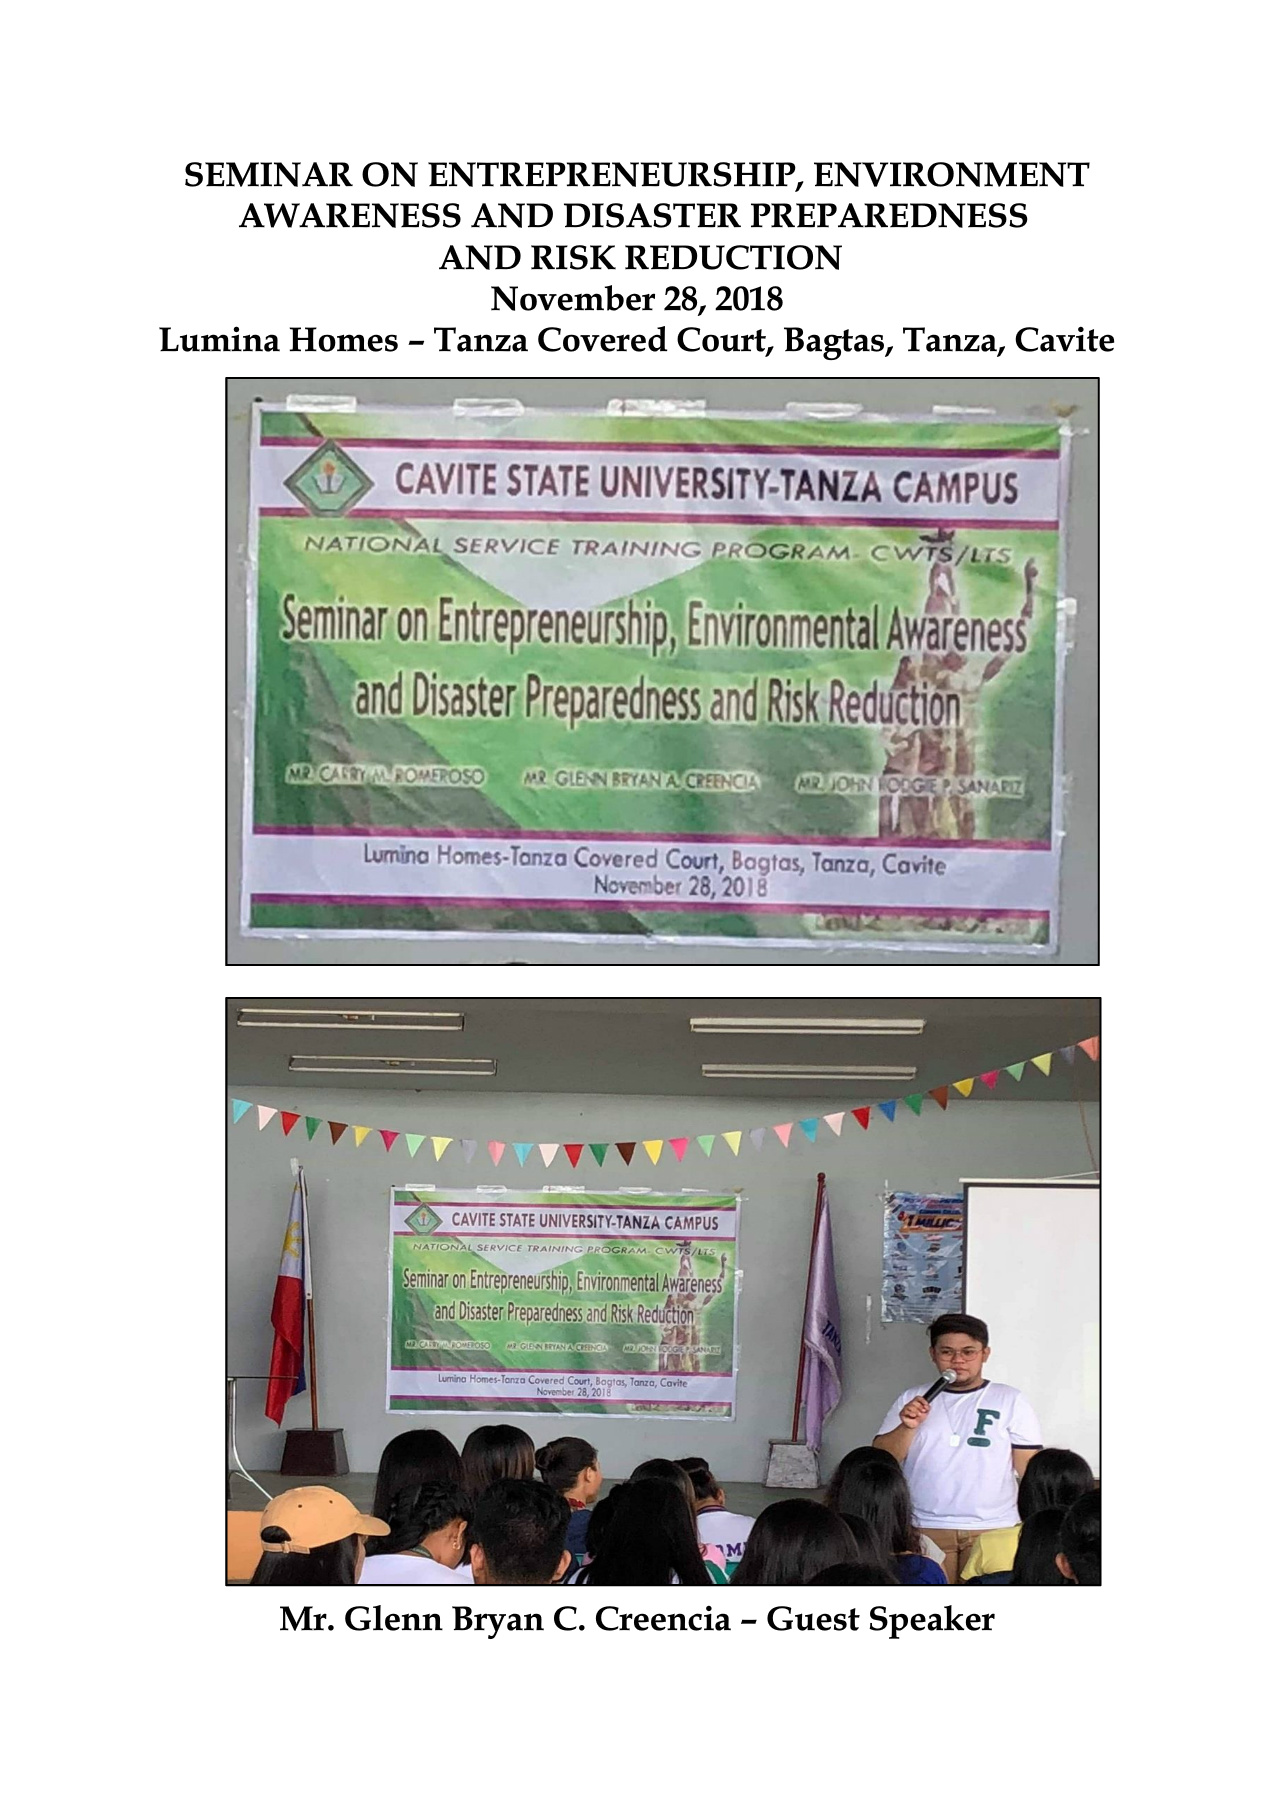 SEMINAR ON ENTREPRENEURSHIP, ENVIRONMENT
AWARENESS AND DISASTER PREPAREDNESS
AND RISK REDUCTION
November 28, 2018
Lumina Homes – Tanza Covered Court, Bagtas, Tanza, Cavite
CAVITE STATE UNIVERSITY-TANZA CAMPUS
NATIONAL SERVICE TRAINING PROGRAM- CWTS/LTS
Seminar on Entrepreneurship, Environmental Awareness
and Disaster Preparedness and Risk Reduction
MR. CARRY M. ROMEROSO MR. GLENN BRYAN A. CREENCIA MR. JOHN RODGIE P. SANARIZ
Lumina Homes-Tanza Covered Court, Bagtas, Tanza, Cavite
November 28, 2018
CAVITE STATE UNIVERSITY-TANZA CAMPUS
NATIONAL SERVICE TRAINING PROGRAM- CWTS/LTS
Seminar on Entrepreneurship, Environmental Awareness
and Disaster Preparedness and Risk Reduction
MR. CARRY M. ROMEROSO MR. GLENN BRYAN A. CREENCIA MR. JOHN RODGIE P. SANARIZ
Lumina Homes-Tanza Covered Court, Bagtas, Tanza, Cavite
November 28, 2018
1 MILLION
TANZA
F
Mr. Glenn Bryan C. Creencia – Guest Speaker